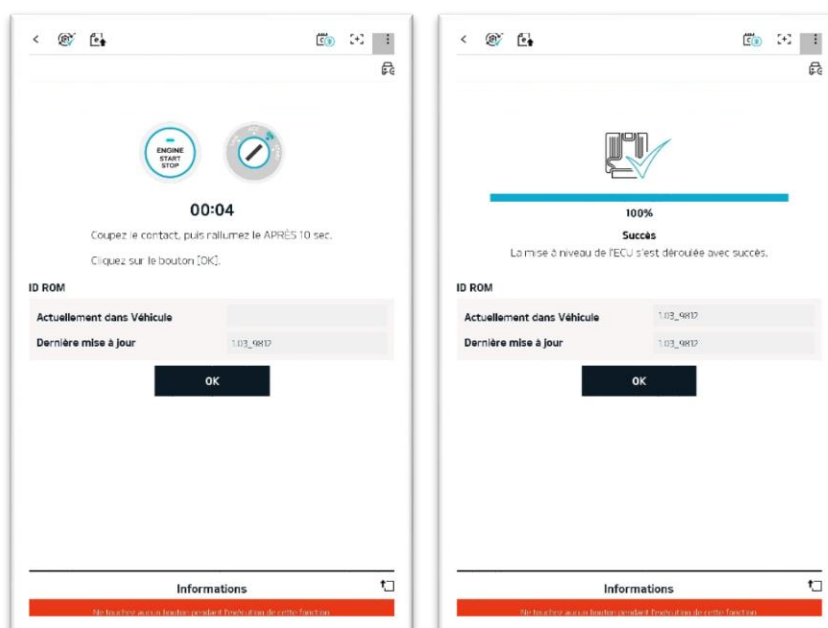 ENGINE
START
STOP
00:04
Coupez le contact, puis rallumez le APRÈS 10 sec.
Cliquez sur le bouton [OK].
ID ROM
Actuellement dans Véhicule
Dernière mise à jour 1.03_9812
OK
Informations
Ne touchez aucun bouton pendant l'exécution de cette fonction.
100%
Succès
La mise à niveau de l'ECU s'est déroulée avec succès.
ID ROM
Actuellement dans Véhicule 1.03_9812
Dernière mise à jour 1.03_9812
OK
Informations
Ne touchez aucun bouton pendant l'exécution de cette fonction.